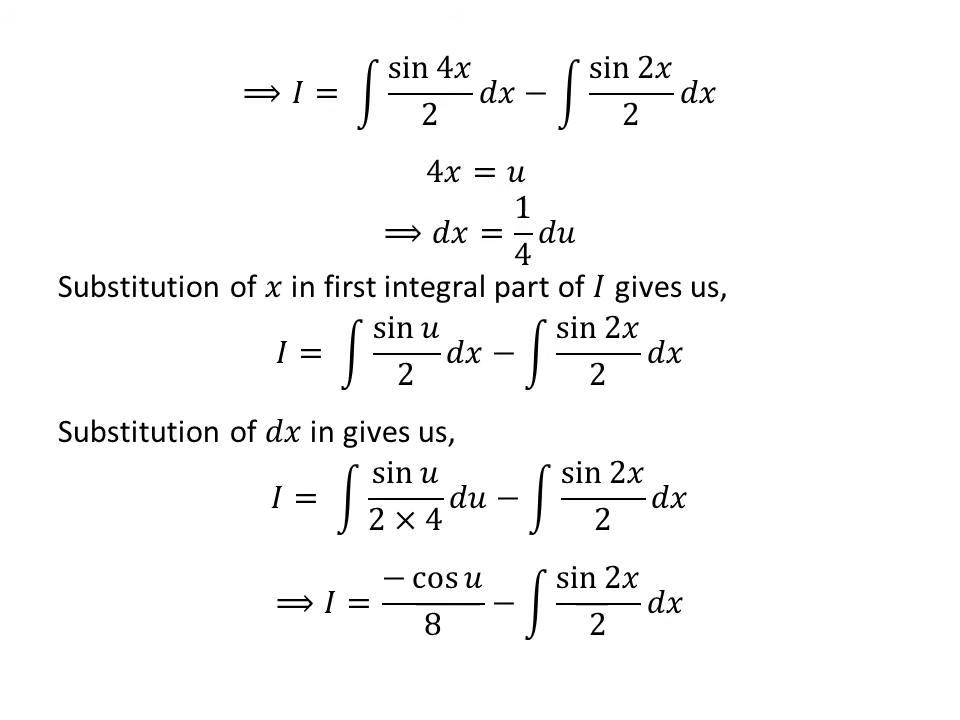 ⟹ 𝐼 = ∫ sin 4𝑥 / 2 𝑑𝑥 − ∫ sin 2𝑥 / 2 𝑑𝑥
4𝑥 = 𝑢
⟹ 𝑑𝑥 = 1/4 𝑑𝑢
Substitution of 𝑥 in first integral part of 𝐼 gives us,
𝐼 = ∫ sin 𝑢 / 2 𝑑𝑥 − ∫ sin 2𝑥 / 2 𝑑𝑥
Substitution of 𝑑𝑥 in gives us,
𝐼 = ∫ sin 𝑢 / 2 × 4 𝑑𝑢 − ∫ sin 2𝑥 / 2 𝑑𝑥
⟹ 𝐼 = − cos 𝑢 / 8 − ∫ sin 2𝑥 / 2 𝑑𝑥